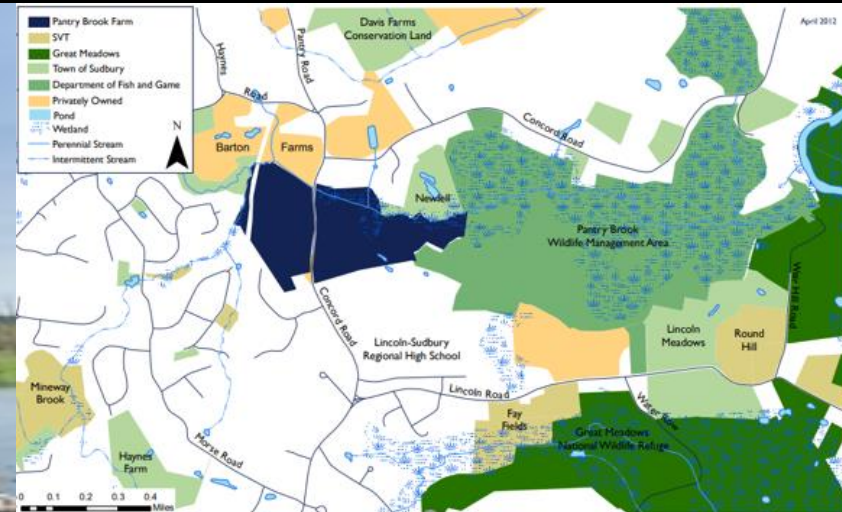 Pantry Brook Farm
SVT
Great Meadows
Town of Sudbury
Department of Fish and Game
Privately Owned
Pond
Wetland
Perennial Stream
Intermittent Stream
N
April 2012
Davis Farms
Conservation Land
Haynes
Road
Pantry Road
Concord Road
Barton
Farms
Newell
Pantry Brook
Wildlife Management Area
Concord Road
Water Row
Lincoln-Sudbury
Regional High School
Lincoln
Meadows
Round
Hill
Lincoln Road
Mineway
Brook
Fay
Fields
Great Meadows
National Wildlife Refuge
Haynes
Farm
Morse Road
0 0.1 0.2 0.3 0.4
Miles